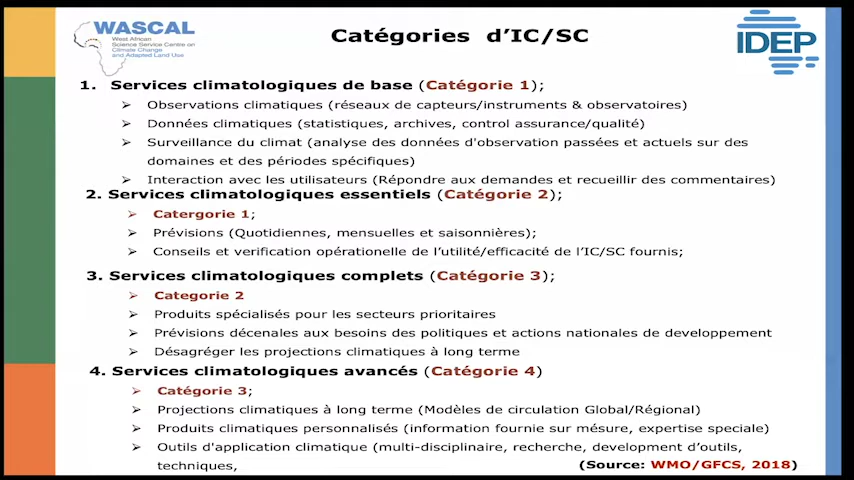 WASCAL
West African
Science Service Centre on
Climate Change
and Adapted Land Use
Catégories d'IC/SC
IDEP
1. Services climatologiques de base (Catégorie 1);
➢ Observations climatiques (réseaux de capteurs/instruments & observatoires)
➢ Données climatiques (statistiques, archives, control assurance/qualité)
➢ Surveillance du climat (analyse des données d'observation passées et actuels sur des
domaines et des périodes spécifiques)
➢ Interaction avec les utilisateurs (Répondre aux demandes et recueillir des commentaires)
2. Services climatologiques essentiels (Catégorie 2);
➢ Catergorie 1;
➢ Prévisions (Quotidiennes, mensuelles et saisonnières);
➢ Conseils et verification opérationelle de l'utilité/efficacité de l'IC/SC fournis;
3. Services climatologiques complets (Catégorie 3);
➢ Categorie 2
➢ Produits spécialisés pour les secteurs prioritaires
➢ Prévisions décenales aux besoins des politiques et actions nationales de developpement
➢ Désagréger les projections climatiques à long terme
4. Services climatologiques avancés (Catégorie 4)
➢ Catégorie 3;
➢ Projections climatiques à long terme (Modèles de circulation Global/Régional)
➢ Produits climatiques personnalisés (information fournie sur mésure, expertise speciale)
➢ Outils d'application climatique (multi-disciplinaire, recherche, development d'outils,
techniques,
(Source: WMO/GFCS, 2018)